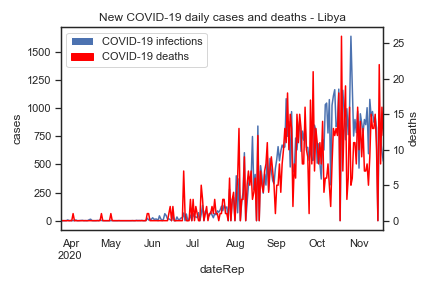 New COVID-19 daily cases and deaths - Libya
COVID-19 infections
COVID-19 deaths
cases
1500
1250
1000
750
500
250
0
deaths
25
20
15
10
5
0
Apr May Jun Jul Aug Sep Oct Nov
2020
dateRep